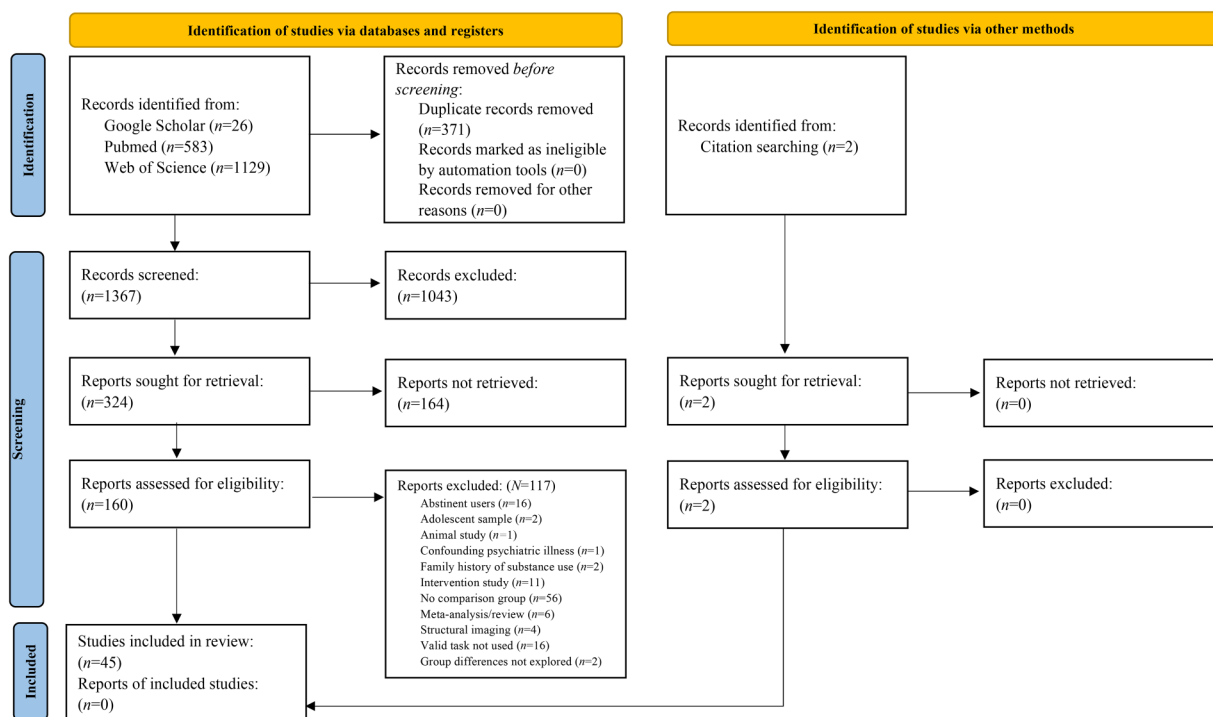 Identification of studies via databases and registers
Identification of studies via other methods
Identification
Records identified from:
Google Scholar (n=26)
Pubmed (n=583)
Web of Science (n=1129)
Records removed before
screening:
Duplicate records removed
(n=371)
Records marked as ineligible
by automation tools (n=0)
Records removed for other
reasons (n=0)
Records identified from:
Citation searching (n=2)
Screening
Records screened:
(n=1367)
Records excluded:
(n=1043)
Reports sought for retrieval:
(n=324)
Reports not retrieved:
(n=164)
Reports sought for retrieval:
(n=2)
Reports not retrieved:
(n=0)
Reports assessed for eligibility:
(n=160)
Reports excluded: (N=117)
Abstinent users (n=16)
Adolescent sample (n=2)
Animal study (n=1)
Confounding psychiatric illness (n=1)
Family history of substance use (n=2)
Intervention study (n=11)
No comparison group (n=56)
Meta-analysis/review (n=6)
Structural imaging (n=4)
Valid task not used (n=16)
Group differences not explored (n=2)
Reports assessed for eligibility:
(n=2)
Reports excluded:
(n=0)
Included
Studies included in review:
(n=45)
Reports of included studies:
(n=0)